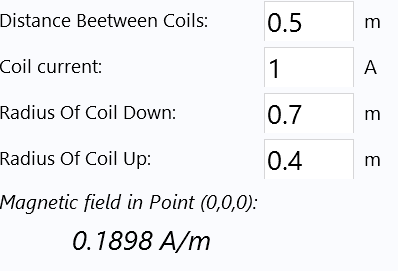 Distance Beetween Coils: 0.5 m
Coil current: 1 A
Radius Of Coil Down: 0.7 m
Radius Of Coil Up: 0.4 m
Magnetic field in Point (0,0,0):
0.1898 A/m